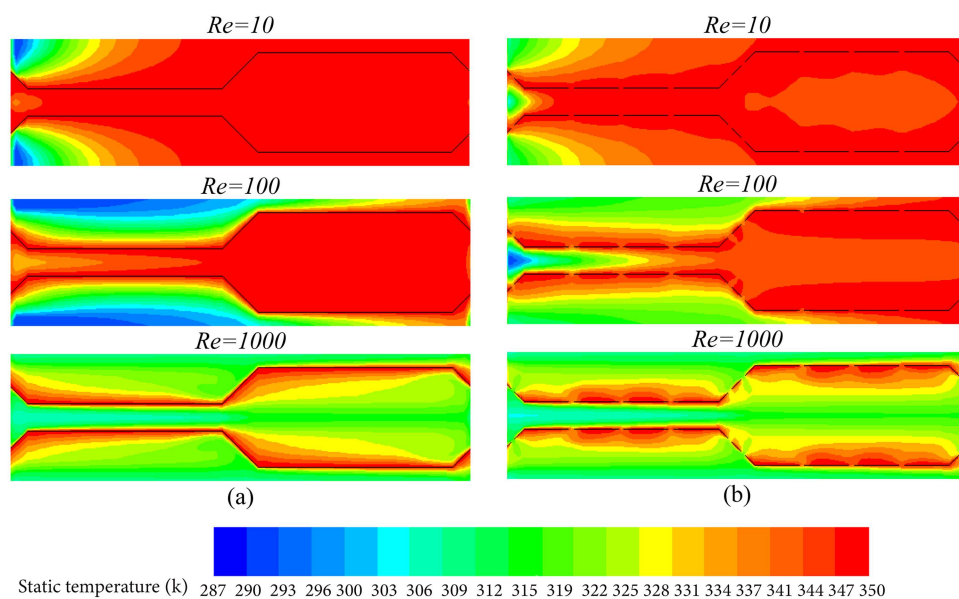 Re=10
Re=10
Re=100
Re=100
Re=1000
Re=1000
(a)
(b)
Static temperature (k) 287 290 293 296 300 303 306 309 312 315 319 322 325 328 331 334 337 341 344 347 350